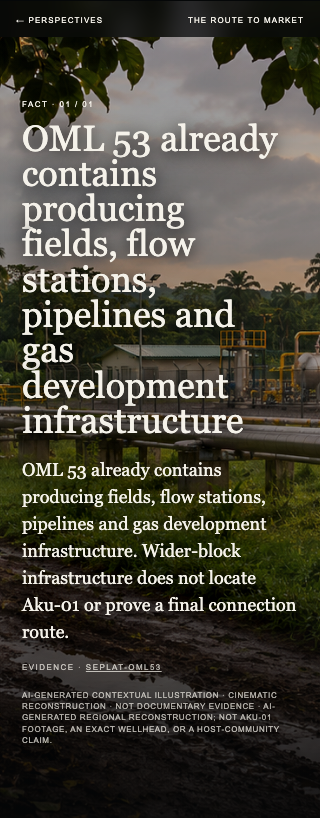 ← PERSPECTIVES
THE ROUTE TO MARKET
FACT · 01 / 01
OML 53 already
contains
producing
fields, flow
stations,
pipelines and
gas
development
infrastructure
OML 53 already contains
producing fields, flow stations,
pipelines and gas development
infrastructure. Wider-block
infrastructure does not locate
Aku-01 or prove a final connection
route.
EVIDENCE · SEPLAT-OML53
AI-GENERATED CONTEXTUAL ILLUSTRATION · CINEMATIC
RECONSTRUCTION · NOT DOCUMENTARY EVIDENCE · AI-
GENERATED REGIONAL RECONSTRUCTION; NOT AKU-01
FOOTAGE, AN EXACT WELLHEAD, OR A HOST-COMMUNITY
CLAIM.